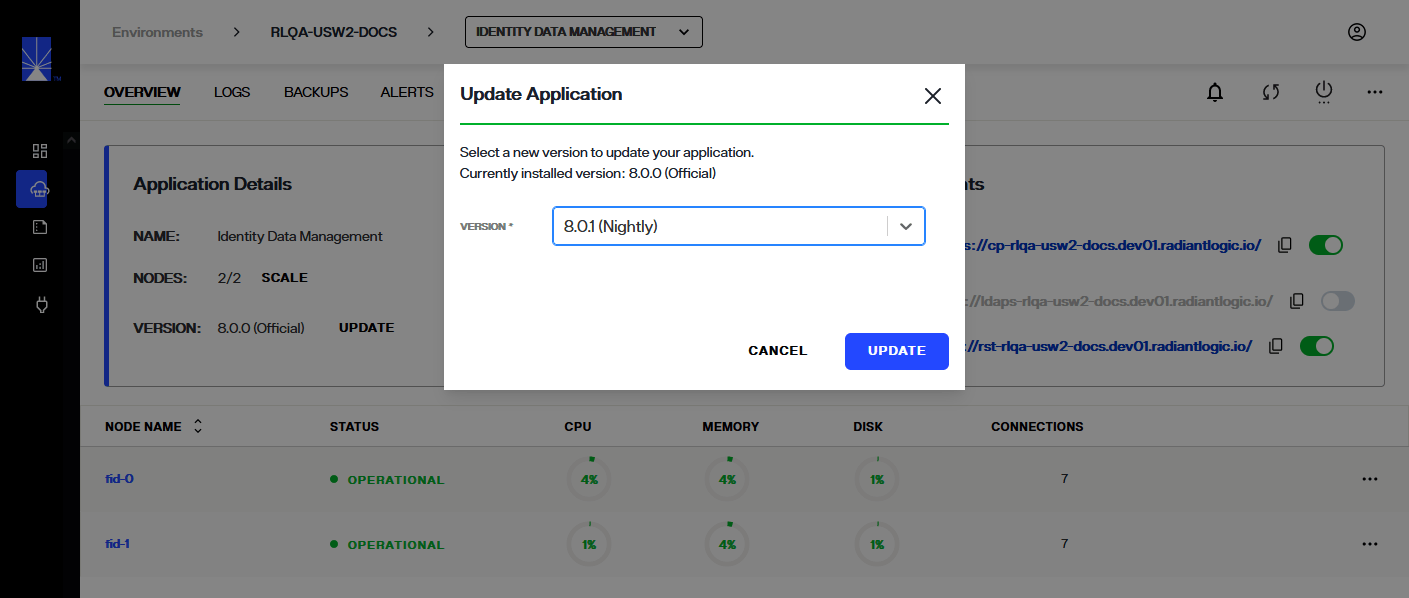 Environments > RLQA-USW2-DOCS > IDENTITY DATA MANAGEMENT
TM
OVERVIEW LOGS BACKUPS ALERTS
Update Application
Select a new version to update your application.
Currently installed version: 8.0.0 (Official)
VERSION * 8.0.1 (Nightly)
CANCEL UPDATE
Application Details
NAME: Identity Data Management
NODES: 2/2 SCALE
VERSION: 8.0.0 (Official) UPDATE
nts
s://cp-rlqa-usw2-docs.dev01.radiantlogic.io/
://ldaps-rlqa-usw2-docs.dev01.radiantlogic.io/
://rst-rlqa-usw2-docs.dev01.radiantlogic.io/
NODE NAME STATUS CPU MEMORY DISK CONNECTIONS
fid-0 OPERATIONAL 4% 4% 1% 7
fid-1 OPERATIONAL 1% 4% 1% 7